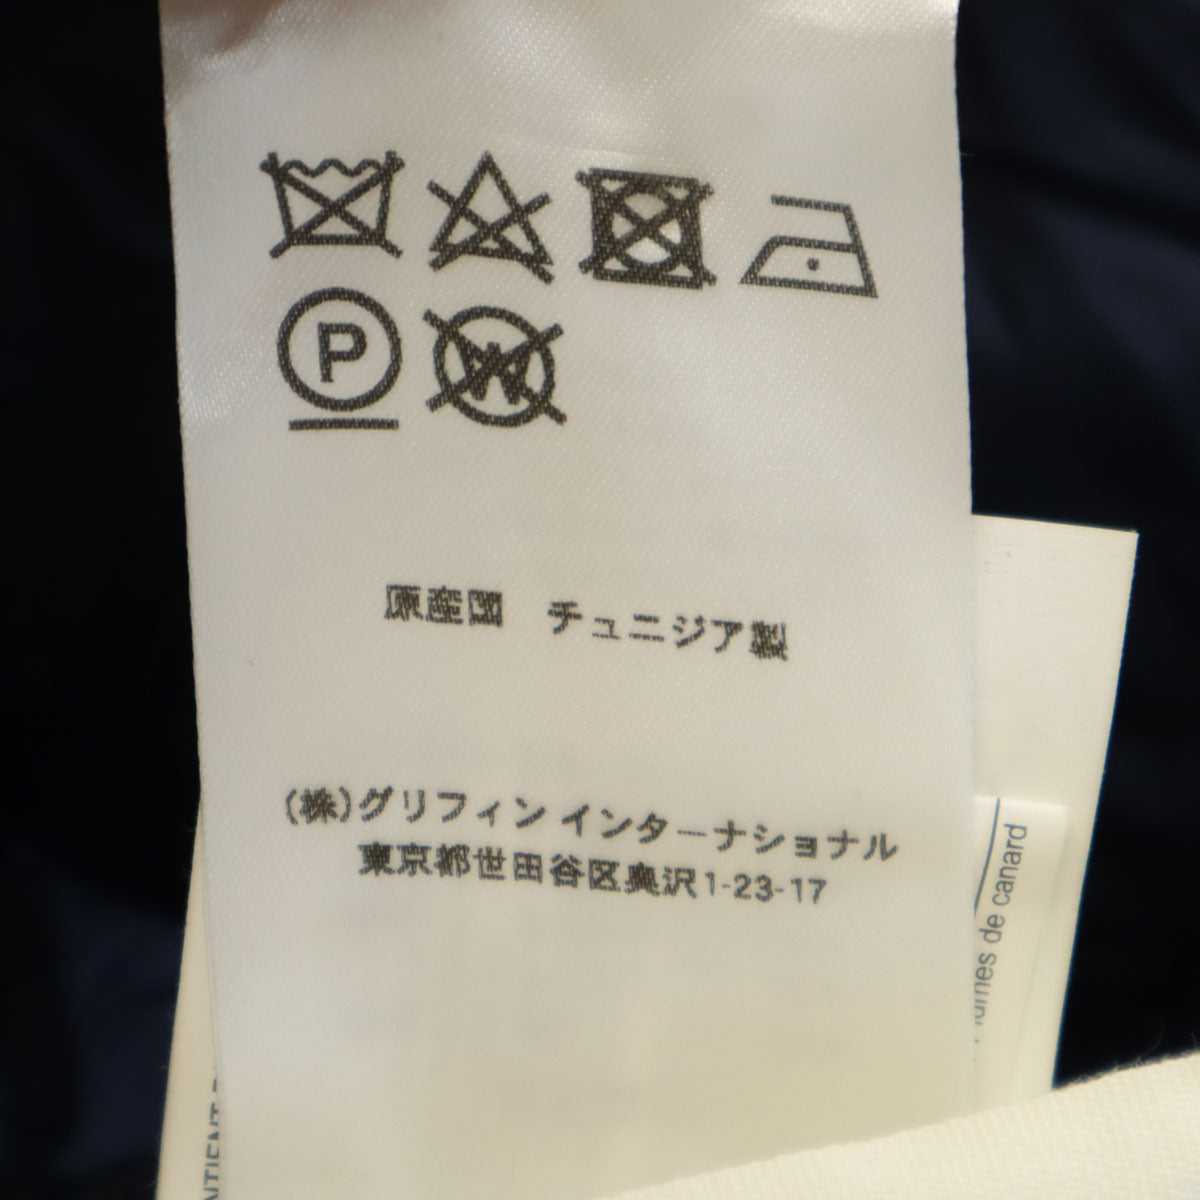 P W
原産国 チュニジア製
(株)グリフィン インターナショナル
東京都世田谷区奥沢1-23-17
de canard